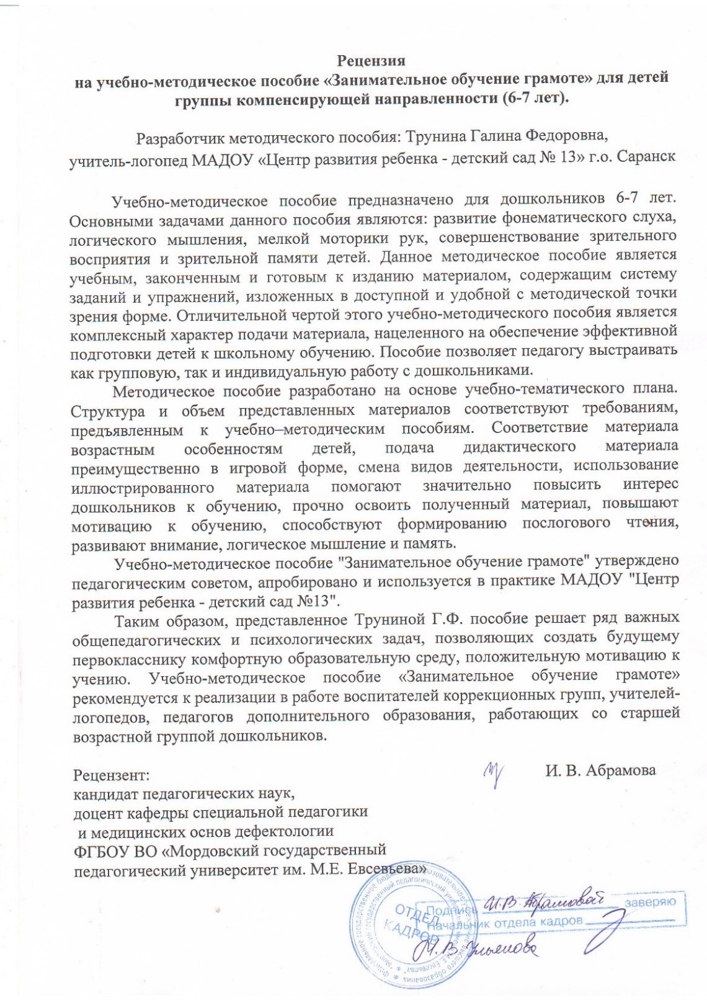 Рецензия
на учебно-методическое пособие «Занимательное обучение грамоте» для детей
группы компенсирующей направленности (6-7 лет).
Разработчик методического пособия: Трунина Галина Федоровна,
учитель-логопед МАДОУ «Центр развития ребенка - детский сад № 13» г.о. Саранск
Учебно-методическое пособие предназначено для дошкольников 6-7 лет.
Основными задачами данного пособия являются: развитие фонематического слуха,
логического мышления, мелкой моторики рук, совершенствование зрительного
восприятия и зрительной памяти детей. Данное методическое пособие является
учебным, законченным и готовым к изданию материалом, содержащим систему
заданий и упражнений, изложенных в доступной и удобной с методической точки
зрения форме. Отличительной чертой этого учебно-методического пособия является
комплексный характер подачи материала, нацеленного на обеспечение эффективной
подготовки детей к школьному обучению. Пособие позволяет педагогу выстраивать
как групповую, так и индивидуальную работу с дошкольниками.
Методическое пособие разработано на основе учебно-тематического плана.
Структура и объем представленных материалов соответствуют требованиям,
предъявленным к учебно–методическим пособиям. Соответствие материала
возрастным особенностям детей, подача дидактического материала
преимущественно в игровой форме, смена видов деятельности, использование
иллюстрированного материала помогают значительно повысить интерес
дошкольников к обучению, прочно освоить полученный материал, повышают
мотивацию к обучению, способствуют формированию послогового чтения,
развивают внимание, логическое мышление и память.
Учебно-методическое пособие "Занимательное обучение грамоте" утверждено
педагогическим советом, апробировано и используется в практике МАДОУ "Центр
развития ребенка - детский сад №13".
Таким образом, представленное Труниной Г.Ф. пособие решает ряд важных
общепедагогических и психологических задач, позволяющих создать будущему
первокласснику комфортную образовательную среду, положительную мотивацию к
учению. Учебно-методическое пособие «Занимательное обучение грамоте»
рекомендуется к реализации в работе воспитателей коррекционных групп, учителей-
логопедов, педагогов дополнительного образования, работающих со старшей
возрастной группой дошкольников.
Рецензент: И. В. Абрамова
кандидат педагогических наук,
доцент кафедры специальной педагогики
и медицинских основ дефектологии
ФГБОУ ВО «Мордовский государственный
педагогический университет им. М.Е. Евсевьева»
Подпись И.В. Абрамовой заверяю
Начальник отдела кадров
ОТДЕЛ
КАДРОВ